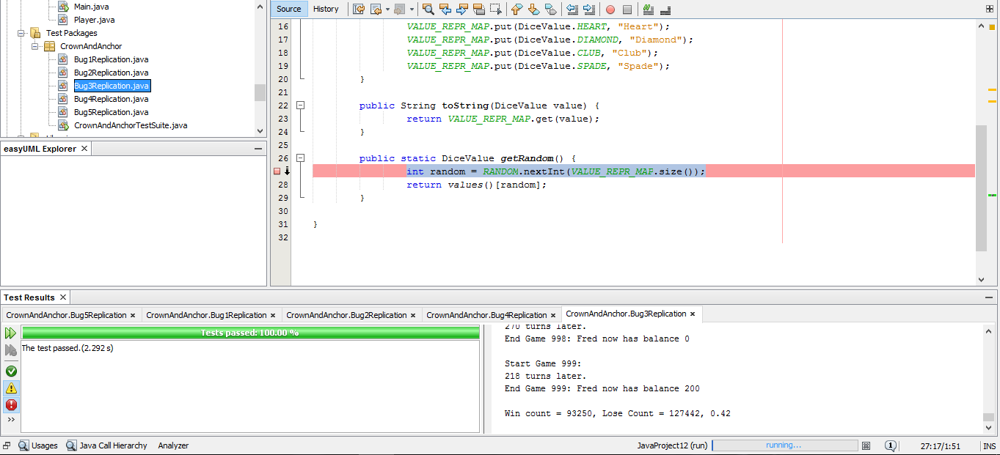 Main.java
Player.java
Test Packages
CrownAndAnchor
Bug1Replication.java
Bug2Replication.java
Bug3Replication.java
Bug4Replication.java
Bug5Replication.java
CrownAndAnchorTestSuite.java
easyUML Explorer
Source History
16 VALUE_REPR_MAP.put(DiceValue.HEART, "Heart");
17 VALUE_REPR_MAP.put(DiceValue.DIAMOND, "Diamond");
18 VALUE_REPR_MAP.put(DiceValue.CLUB, "Club");
19 VALUE_REPR_MAP.put(DiceValue.SPADE, "Spade");
20 }
21
22 public String toString(DiceValue value) {
23 return VALUE_REPR_MAP.get(value);
24 }
25
26 public static DiceValue getRandom() {
int random = RANDOM.nextInt(VALUE_REPR_MAP.size());
28 return values()[random];
29 }
30
31 }
32
Test Results
CrownAndAnchor.Bug5Replication CrownAndAnchor.Bug1Replication CrownAndAnchor.Bug2Replication CrownAndAnchor.Bug4Replication CrownAndAnchor.Bug3Replication
Tests passed: 100.00 %
The test passed.(2.292 s)
270 turns later.
End Game 998: Fred now has balance 0
Start Game 999:
218 turns later.
End Game 999: Fred now has balance 200
Win count = 93250, Lose Count = 127442, 0.42
Usages Java Call Hierarchy Analyzer JavaProject12 (run) running... 1 27:17/1:51 INS